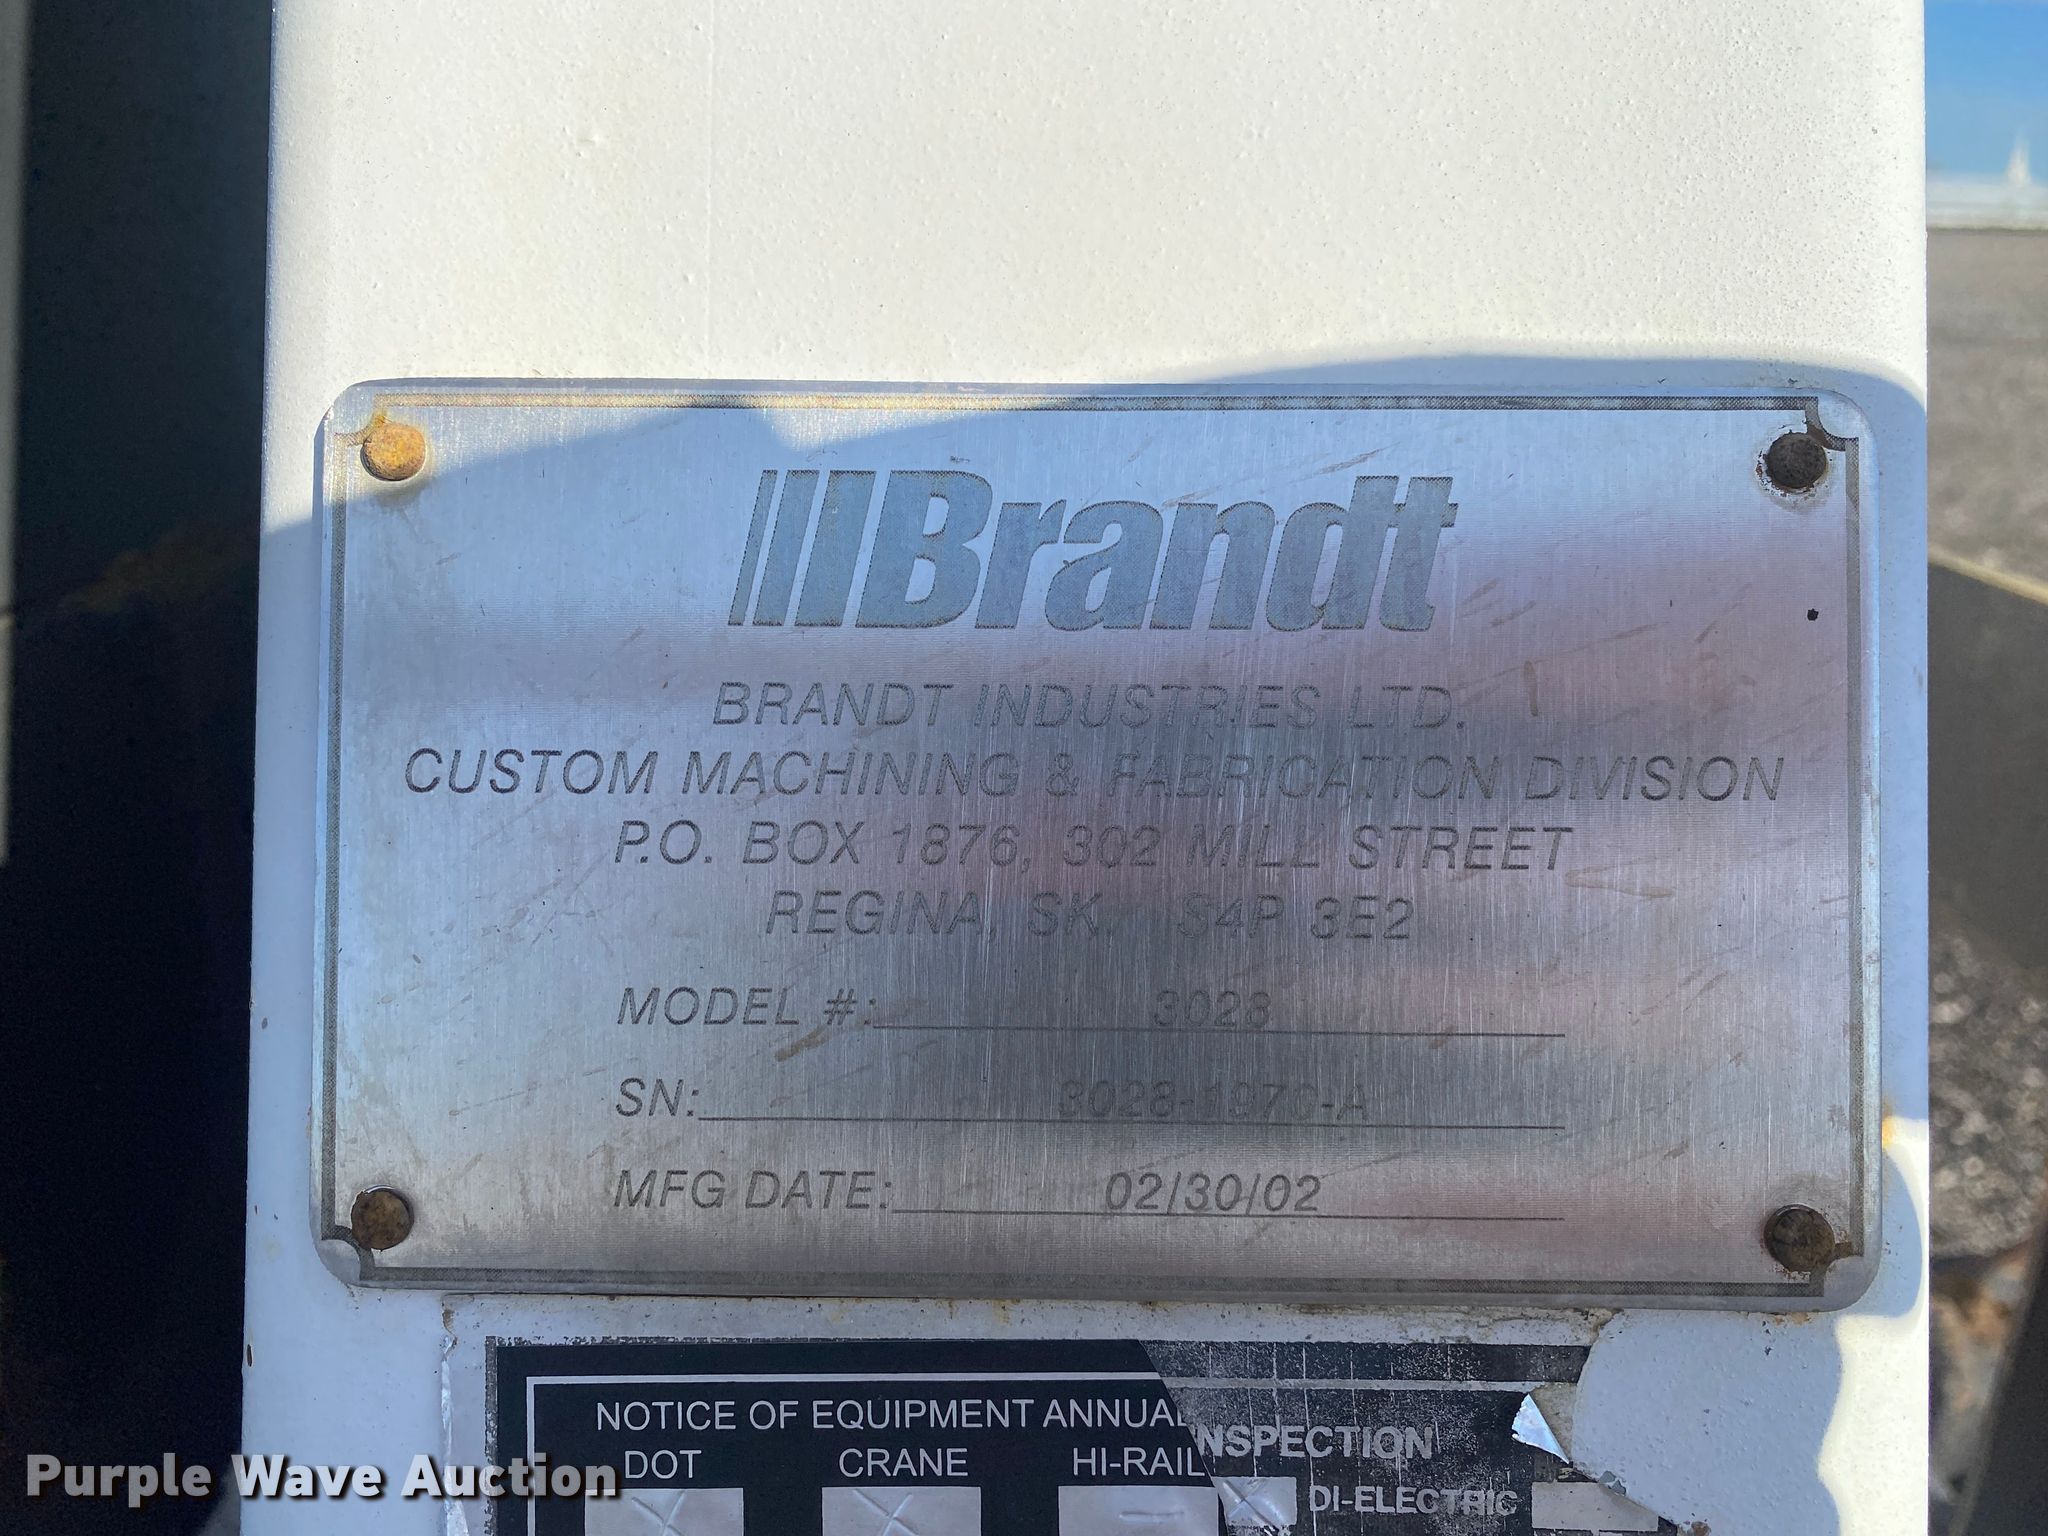 Brandt
BRANDT INDUSTRIES LTD.
CUSTOM MACHINING & FABRICATION DIVISION
P.O. BOX 1876, 302 MILL STREET
REGINA, SK. S4P 3E2
MODEL #: 3028
SN:
MFG DATE: 02/30/02
NOTICE OF EQUIPMENT ANNUAL INSPECTION
DOT CRANE HI-RAIL DI-ELECTRIC
Purple Wave Auction